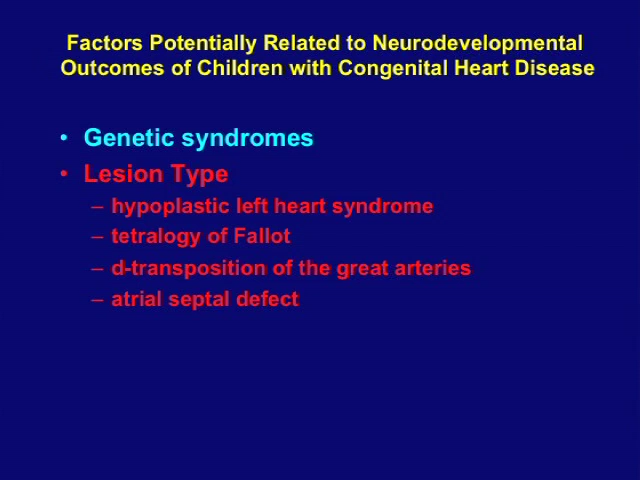 Factors Potentially Related to Neurodevelopmental
Outcomes of Children with Congenital Heart Disease
• Genetic syndromes
• Lesion Type
– hypoplastic left heart syndrome
– tetralogy of Fallot
– d-transposition of the great arteries
– atrial septal defect